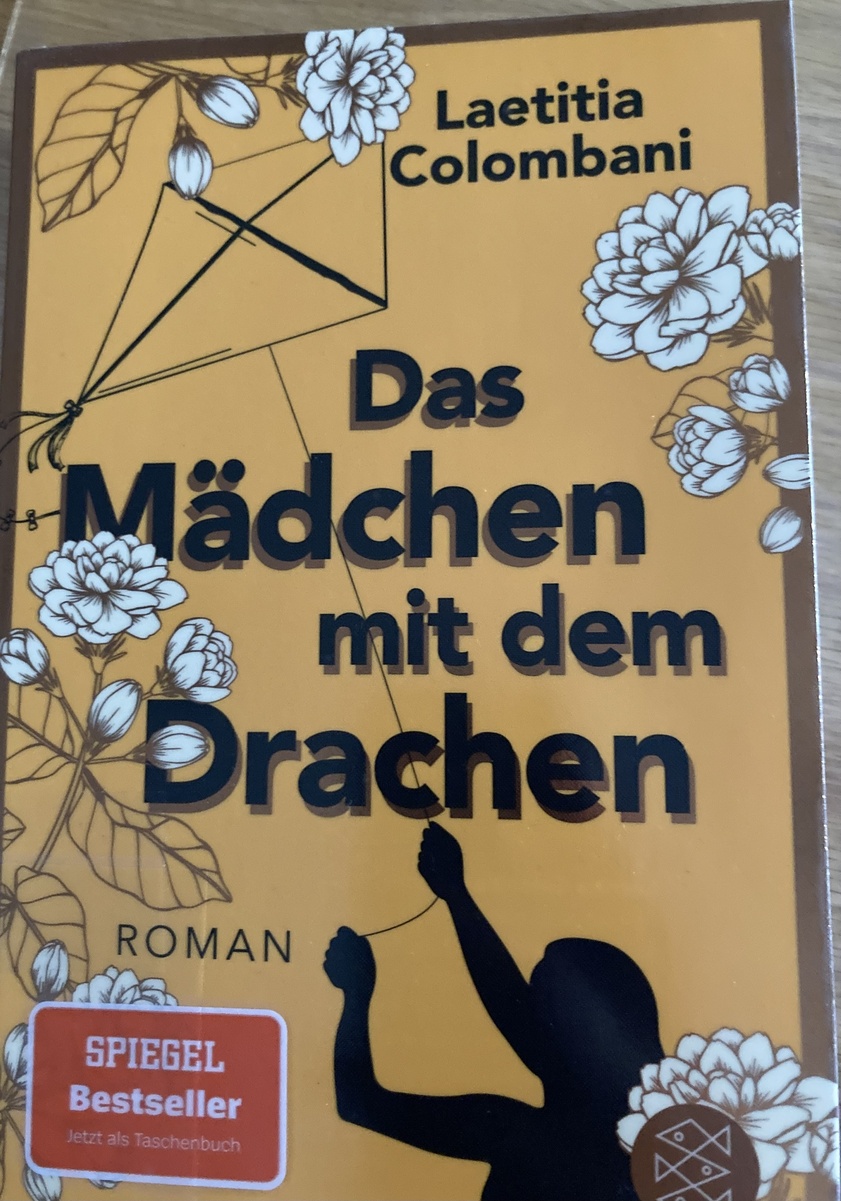 Laetitia
Colombani
Das
Mädchen
mit dem
Drachen
ROMAN
SPIEGEL
Bestseller
Jetzt als Taschenbuch